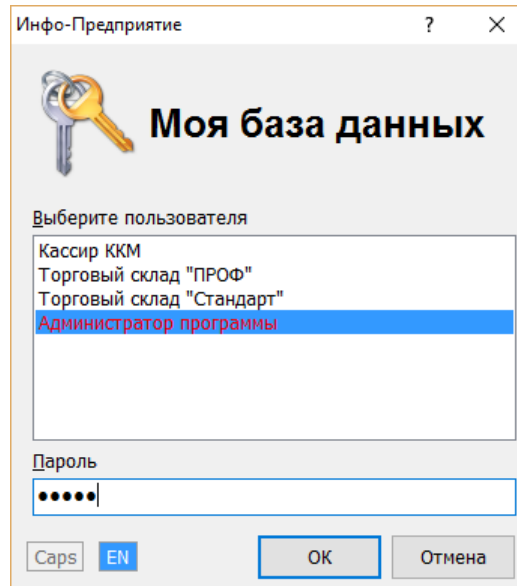 Инфо-Предприятие
?
Моя база данных
Выберите пользователя
Кассир ККМ
Торговый склад "ПРОФ"
Торговый склад "Стандарт"
Администратор программы
Пароль
•••••
Caps EN ОК Отмена